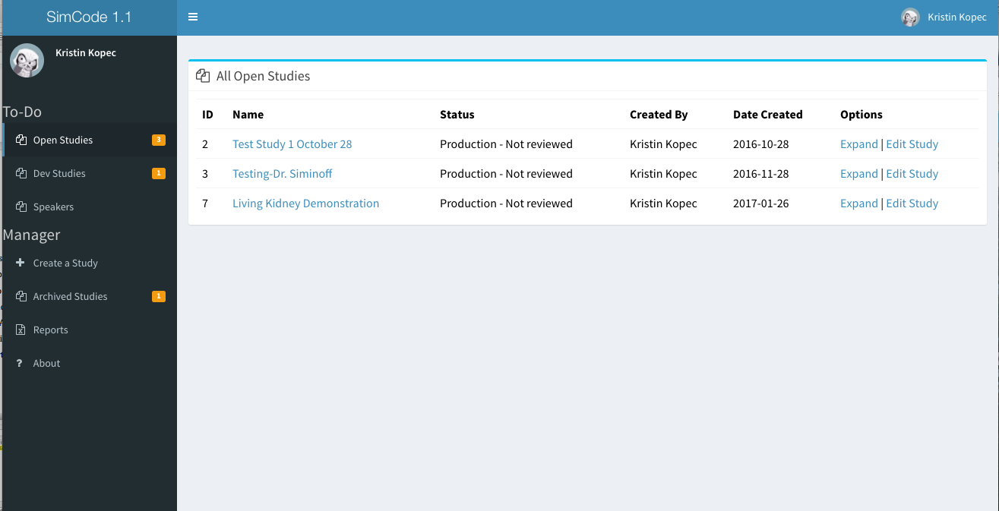 SimCode 1.1
Kristin Kopec
Kristin Kopec
To-Do
Open Studies 3
Dev Studies 1
Speakers
Manager
Create a Study
Archived Studies 1
Reports
? About
All Open Studies
ID Name Status Created By Date Created Options
2 Test Study 1 October 28 Production - Not reviewed Kristin Kopec 2016-10-28 Expand | Edit Study
3 Testing-Dr. Siminoff Production - Not reviewed Kristin Kopec 2016-11-28 Expand | Edit Study
7 Living Kidney Demonstration Production - Not reviewed Kristin Kopec 2017-01-26 Expand | Edit Study